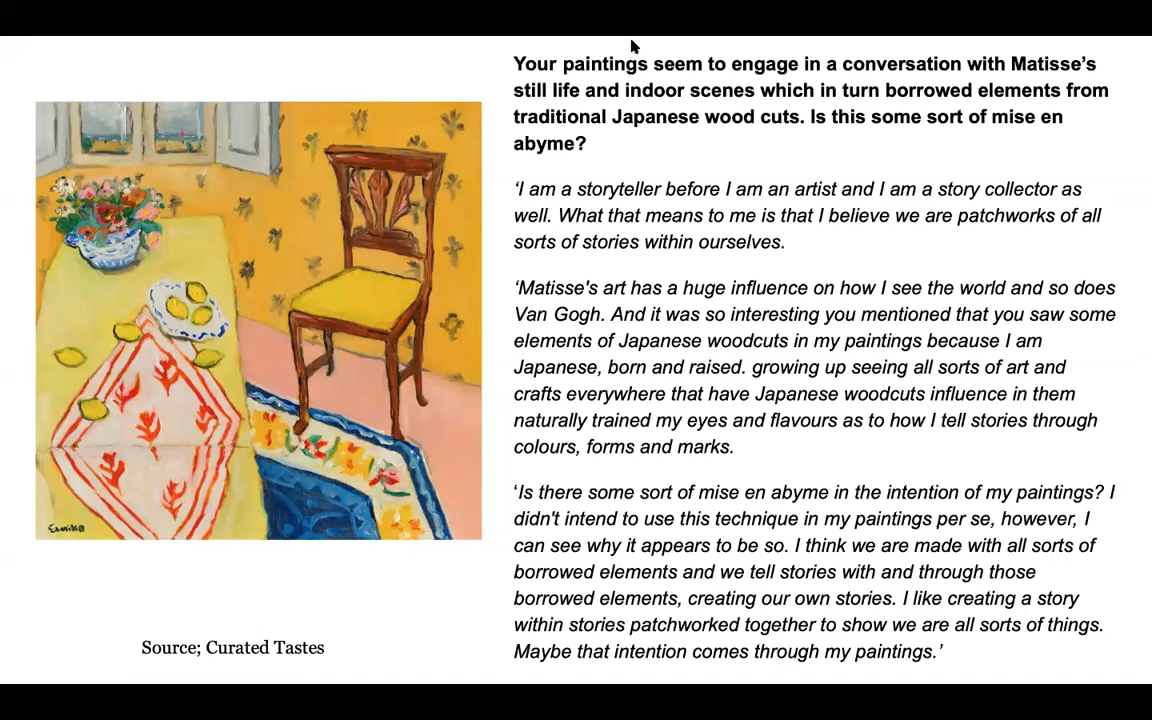 Your paintings seem to engage in a conversation with Matisse's
still life and indoor scenes which in turn borrowed elements from
traditional Japanese wood cuts. Is this some sort of mise en
abyme?
‘I am a storyteller before I am an artist and I am a story collector as
well. What that means to me is that I believe we are patchworks of all
sorts of stories within ourselves.
‘Matisse's art has a huge influence on how I see the world and so does
Van Gogh. And it was so interesting you mentioned that you saw some
elements of Japanese woodcuts in my paintings because I am
Japanese, born and raised. growing up seeing all sorts of art and
crafts everywhere that have Japanese woodcuts influence in them
naturally trained my eyes and flavours as to how I tell stories through
colours, forms and marks.
‘Is there some sort of mise en abyme in the intention of my paintings? I
didn't intend to use this technique in my paintings per se, however, I
can see why it appears to be so. I think we are made with all sorts of
borrowed elements and we tell stories with and through those
borrowed elements, creating our own stories. I like creating a story
within stories patchworked together to show we are all sorts of things.
Maybe that intention comes through my paintings.’
Source; Curated Tastes